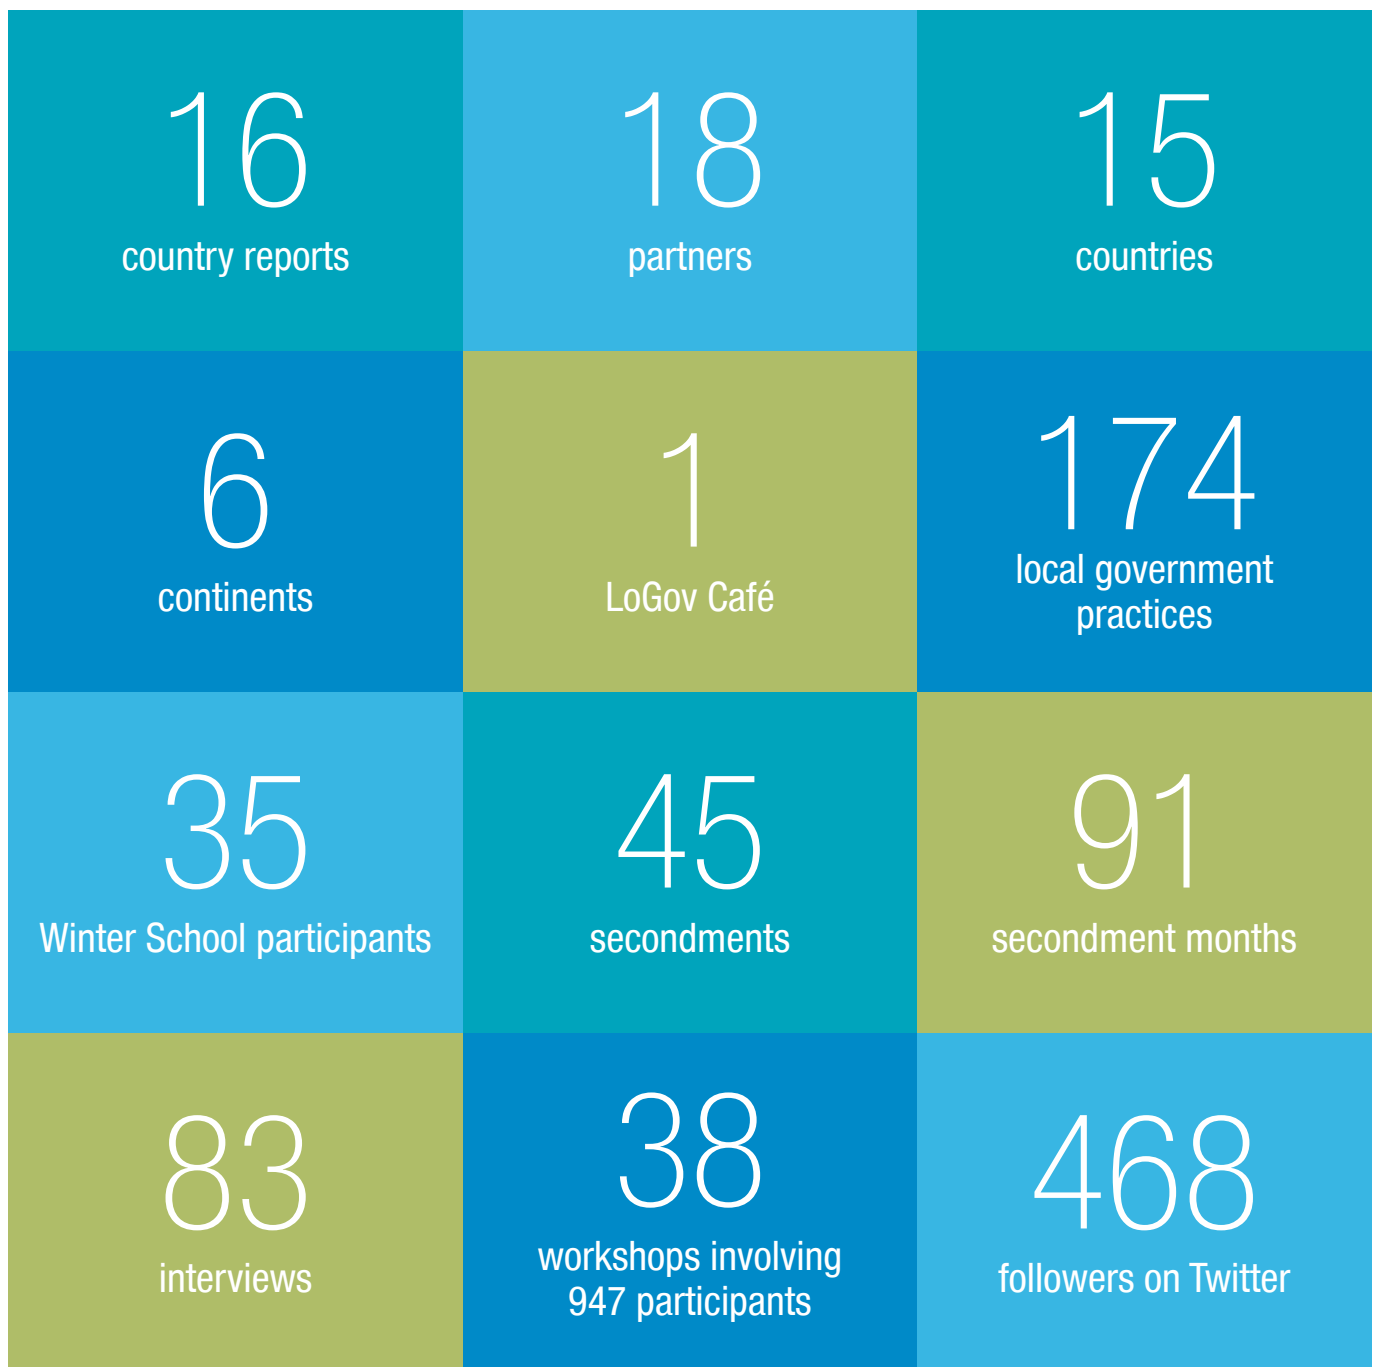 16
country reports
18
partners
15
countries
6
continents
1
LoGov Café
174
local government
practices
35
Winter School participants
45
secondments
91
secondment months
83
interviews
38
workshops involving
947 participants
468
followers on Twitter